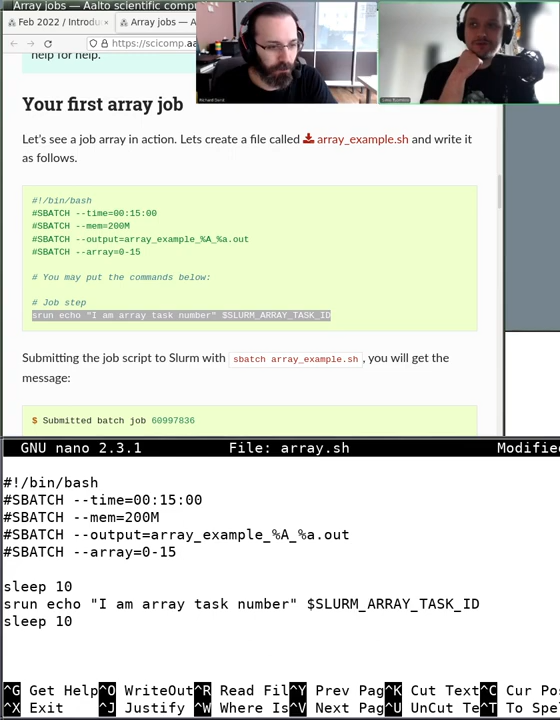 Array jobs — Aalto scientific comp
Feb 2022 / Introdu
Array jobs — A
https://scicomp.aa
help for help.
Your first array job
Let's see a job array in action. Lets create a file called array_example.sh and write it
as follows.
#!/bin/bash
#SBATCH --time=00:15:00
#SBATCH --mem=200M
#SBATCH --output=array_example_%A_%a.out
#SBATCH --array=0-15
# You may put the commands below:
# Job step
srun echo "I am array task number" $SLURM_ARRAY_TASK_ID
Submitting the job script to Slurm with sbatch array_example.sh, you will get the
message:
$ Submitted batch job 60997836
GNU nano 2.3.1 File: array.sh Modifie
#!/bin/bash
#SBATCH --time=00:15:00
#SBATCH --mem=200M
#SBATCH --output=array_example_%A_%a.out
#SBATCH --array=0-15
sleep 10
srun echo "I am array task number" $SLURM_ARRAY_TASK_ID
sleep 10
^G Get Help^O WriteOut^R Read Fil^Y Prev Pag^K Cut Text^C Cur Po
^X Exit ^J Justify ^W Where Is^V Next Pag^U UnCut Te^T To Spe